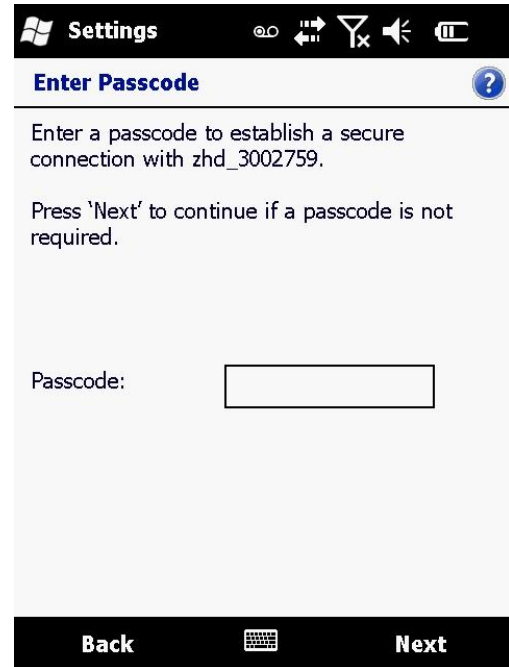 Settings
Enter Passcode
?
Enter a passcode to establish a secure
connection with zhd_3002759.
Press 'Next' to continue if a passcode is not
required.
Passcode:
Back
Next